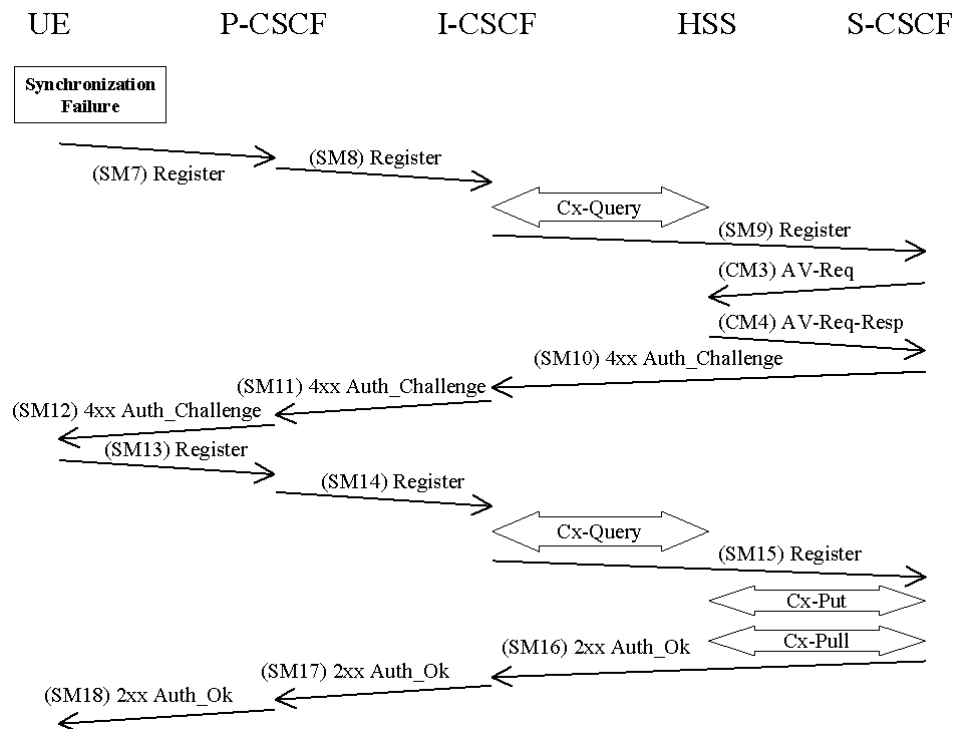 UE P-CSCF I-CSCF HSS S-CSCF
Synchronization
Failure
(SM7) Register
(SM8) Register
Cx-Query
(SM9) Register
(CM3) AV-Req
(CM4) AV-Req-Resp
(SM10) 4xx Auth_Challenge
(SM11) 4xx Auth_Challenge
(SM12) 4xx Auth_Challenge
(SM13) Register
(SM14) Register
Cx-Query
(SM15) Register
Cx-Put
Cx-Pull
(SM16) 2xx Auth_Ok
(SM17) 2xx Auth_Ok
(SM18) 2xx Auth_Ok